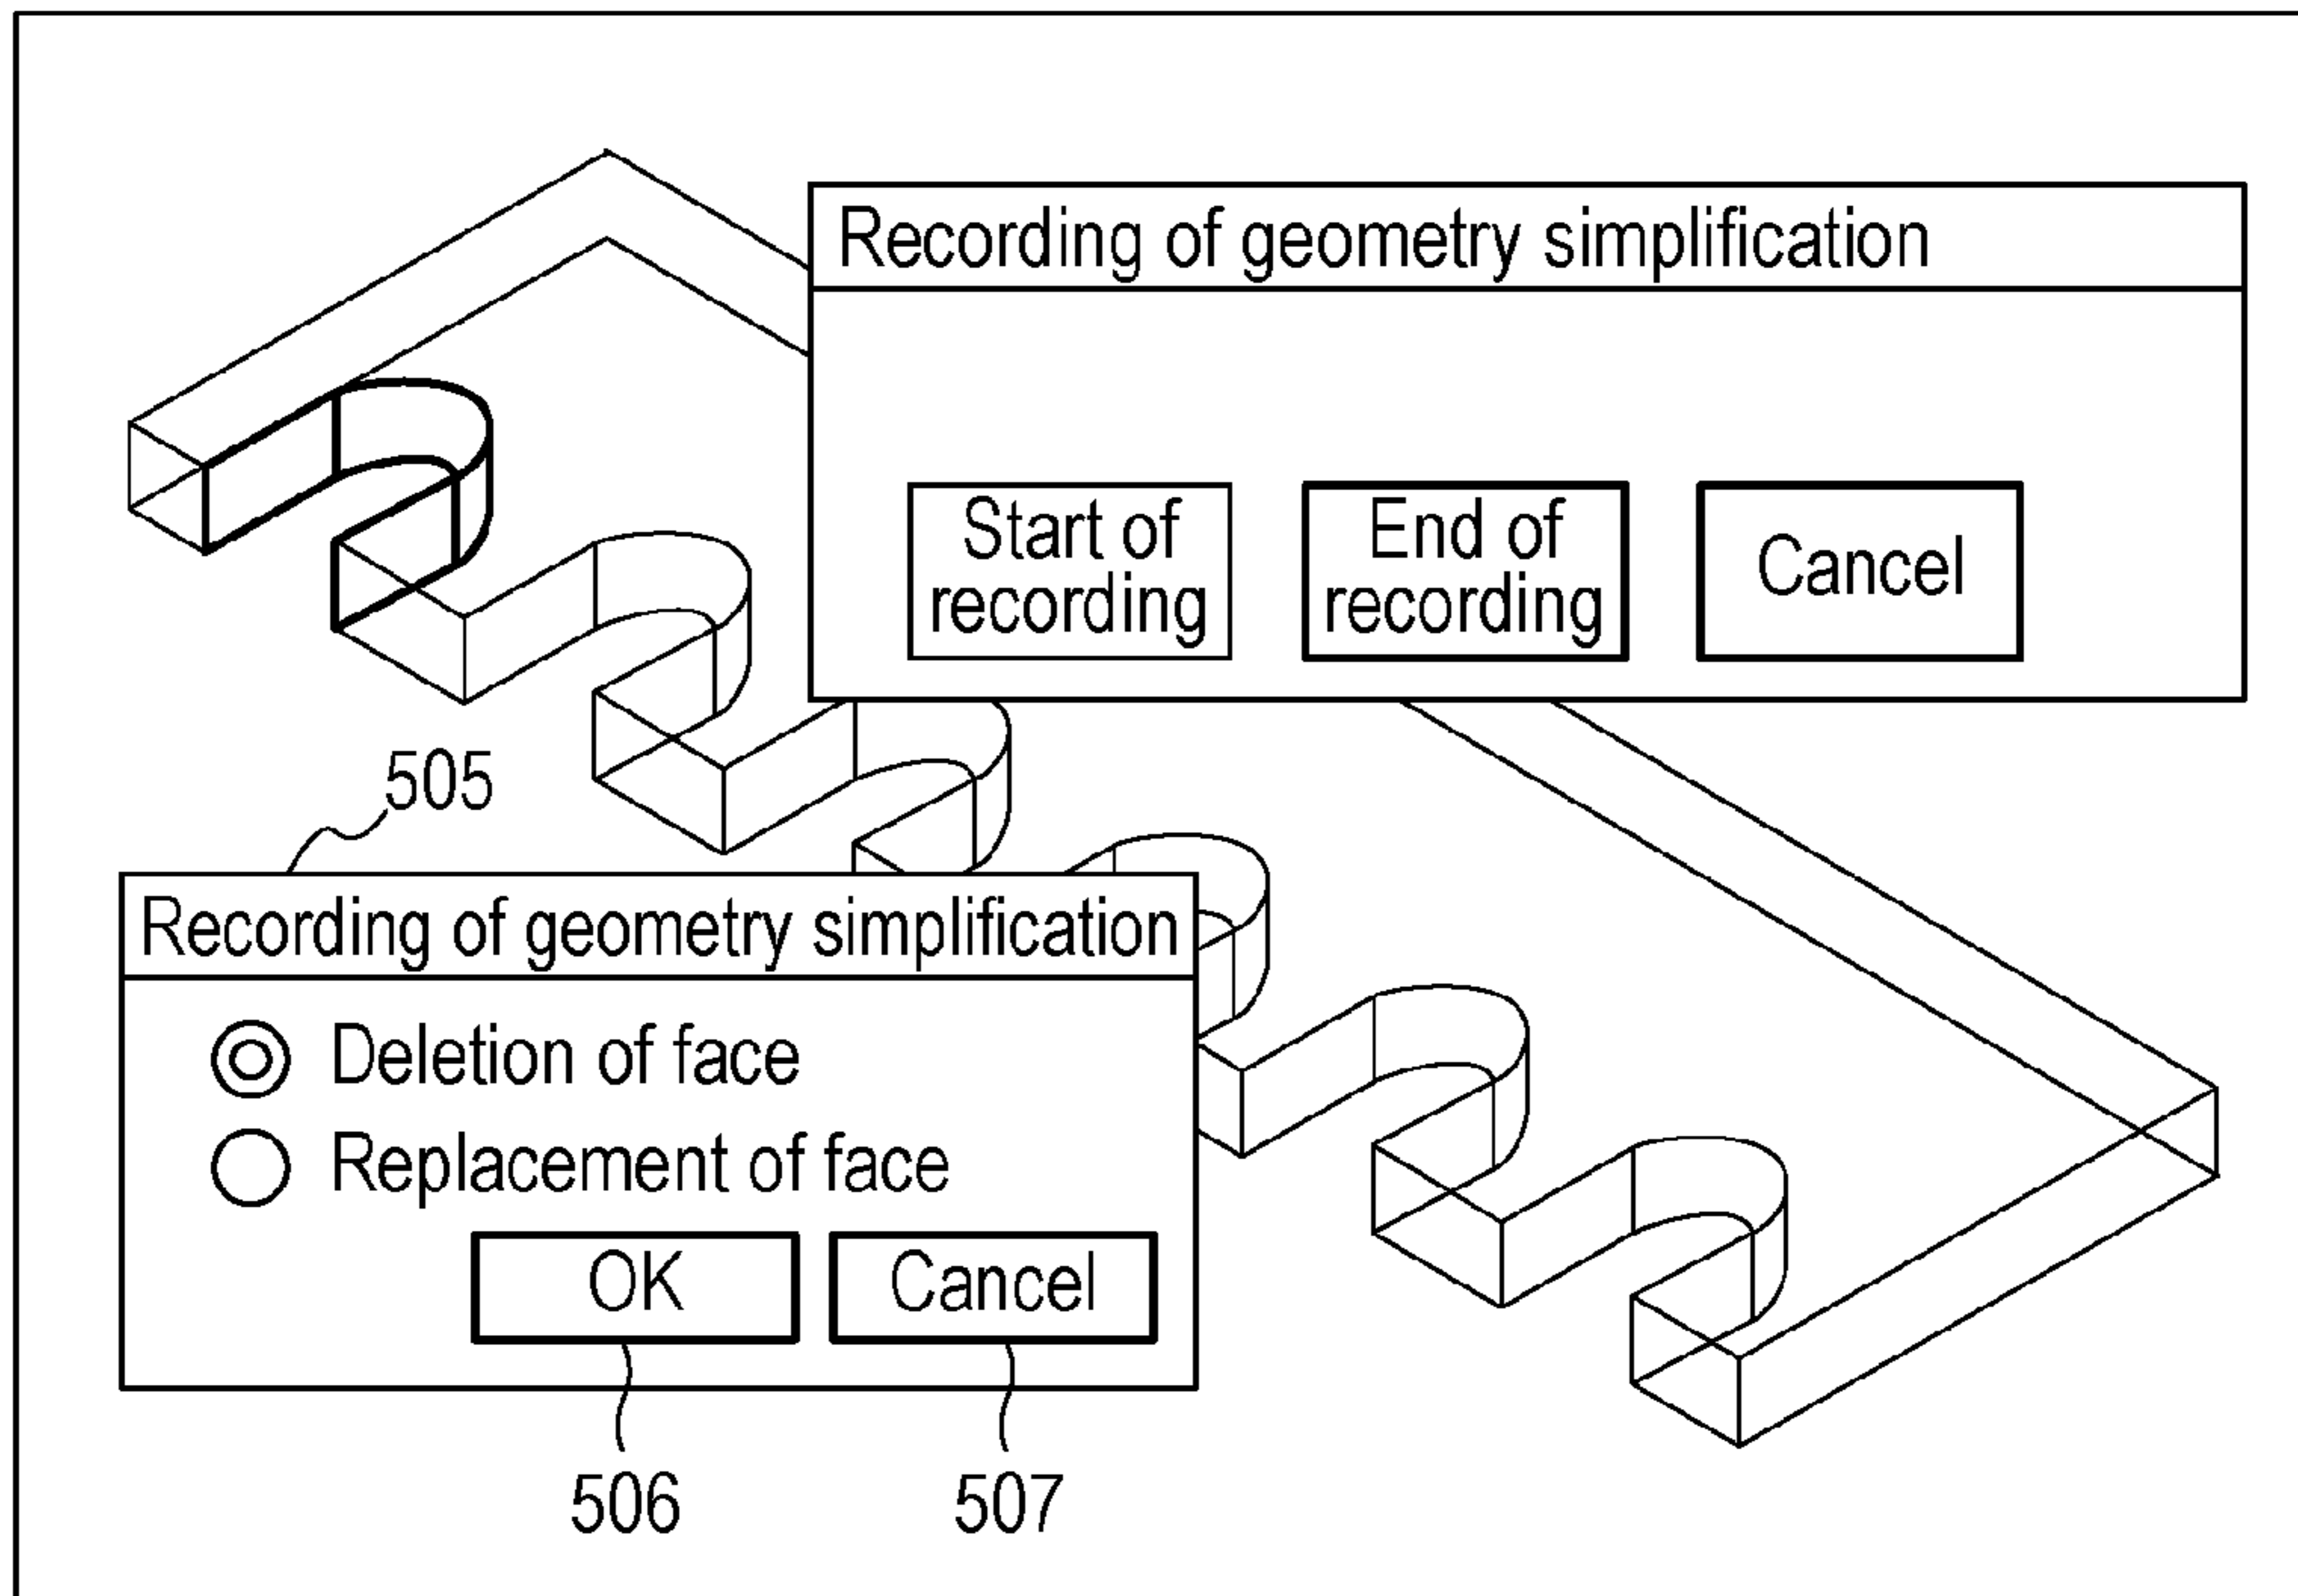 Recording of geometry simplification
Start of
recording
End of
recording
Cancel
505
Recording of geometry simplification
Deletion of face
Replacement of face
OK
Cancel
506
507